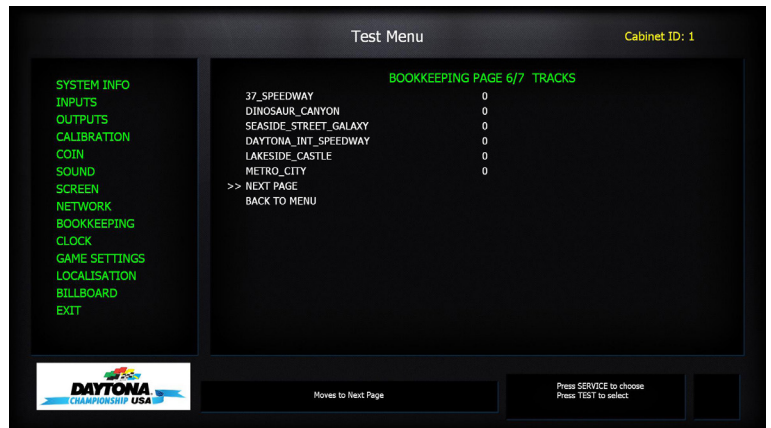 Test Menu
Cabinet ID: 1
SYSTEM INFO
INPUTS
OUTPUTS
CALIBRATION
COIN
SOUND
SCREEN
NETWORK
BOOKKEEPING
CLOCK
GAME SETTINGS
LOCALISATION
BILLBOARD
EXIT
BOOKKEEPING PAGE 6/7 TRACKS
37_SPEEDWAY 0
DINOSAUR_CANYON 0
SEASIDE_STREET_GALAXY 0
DAYTONA_INT_SPEEDWAY 0
LAKESIDE_CASTLE 0
METRO_CITY 0
>> NEXT PAGE
BACK TO MENU
DAYTONA
CHAMPIONSHIP USA
Moves to Next Page
Press SERVICE to choose
Press TEST to select